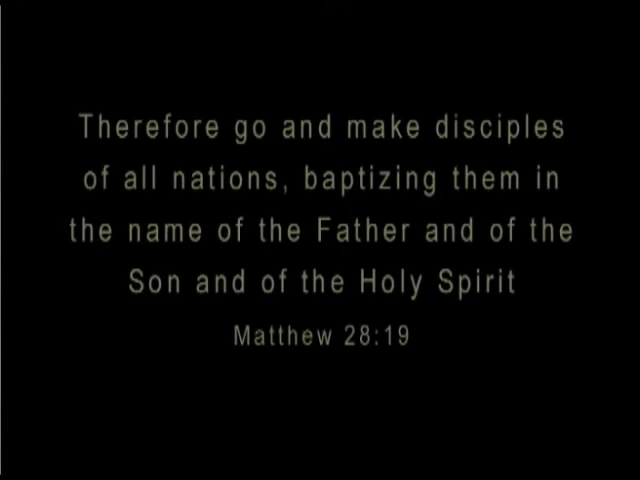 Therefore go and make disciples
of all nations, baptizing them in
the name of the Father and of the
Son and of the Holy Spirit
Matthew 28:19